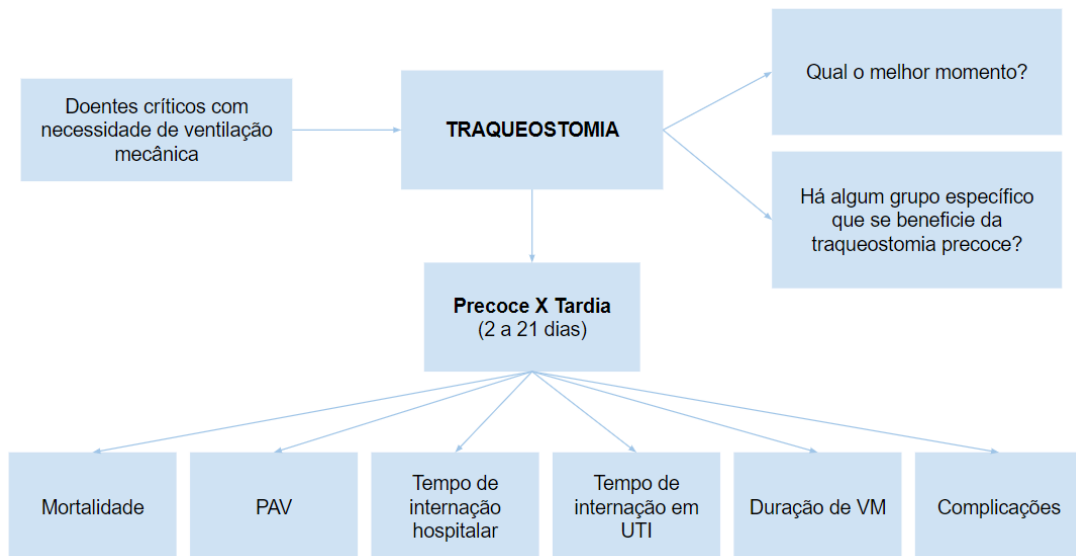 Doentes críticos com
necessidade de ventilação
mecânica
TRAQUEOSTOMIA
Qual o melhor momento?
Há algum grupo específico
que se beneficie da
traqueostomia precoce?
Precoce X Tardia
(2 a 21 dias)
Mortalidade
PAV
Tempo de
internação
hospitalar
Tempo de
internação em
UTI
Duração de VM
Complicações